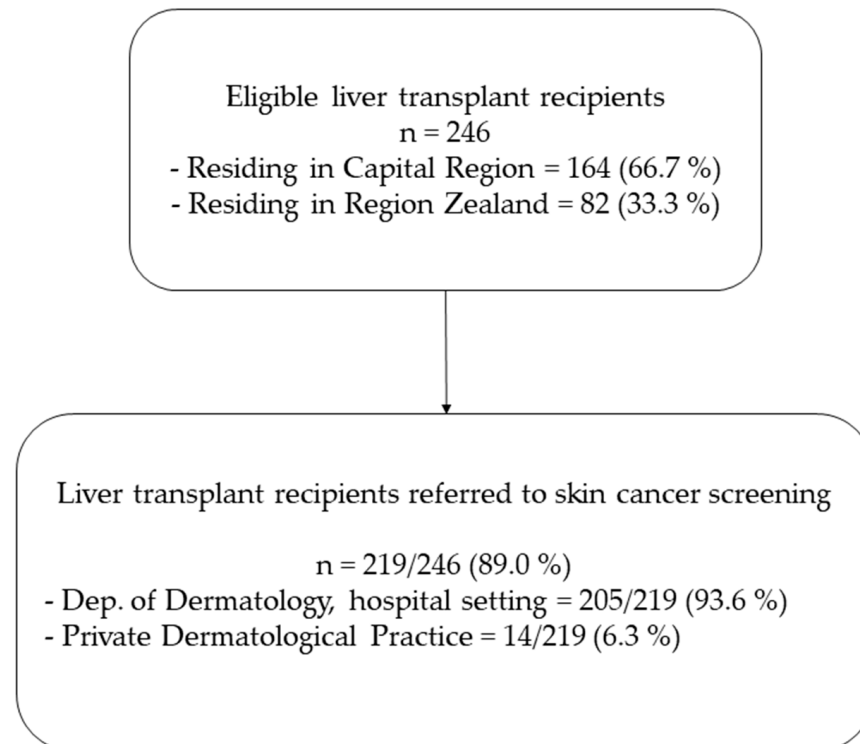 Eligible liver transplant recipients
n = 246
- Residing in Capital Region = 164 (66.7 %)
- Residing in Region Zealand = 82 (33.3 %)
Liver transplant recipients referred to skin cancer screening
n = 219/246 (89.0 %)
- Dep. of Dermatology, hospital setting = 205/219 (93.6 %)
- Private Dermatological Practice = 14/219 (6.3 %)